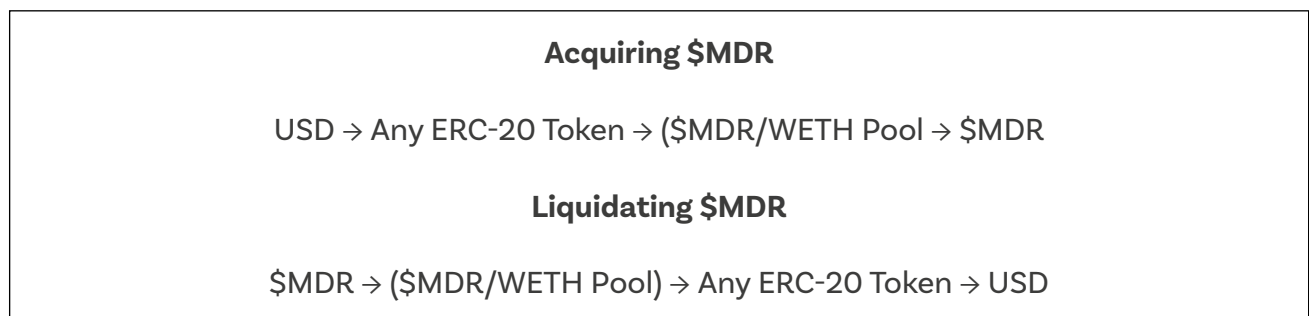 Acquiring $MDR
USD → Any ERC-20 Token → ($MDR/WETH Pool → $MDR
Liquidating $MDR
$MDR → ($MDR/WETH Pool) → Any ERC-20 Token → USD